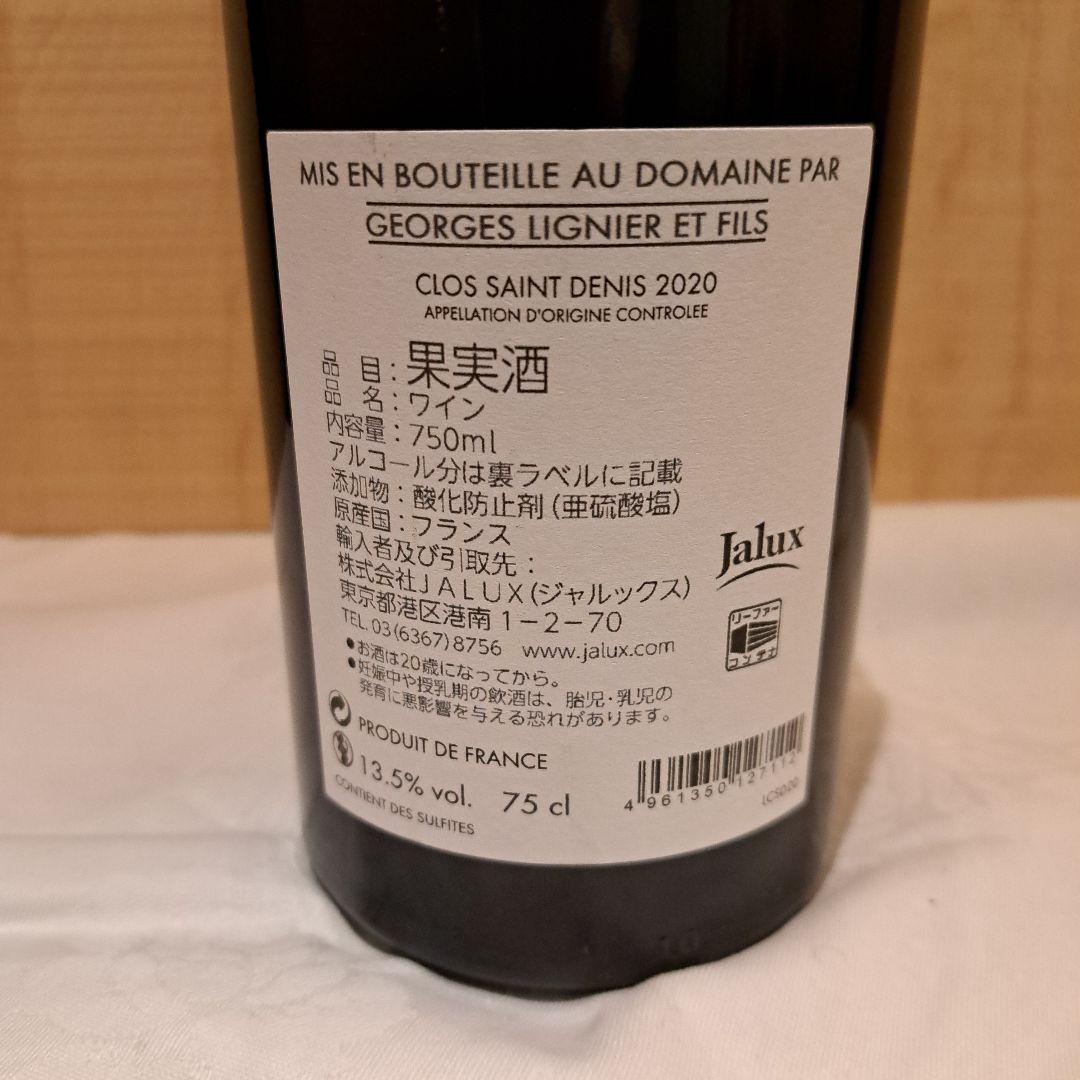 MIS EN BOUTEILLE AU DOMAINE PAR
GEORGES LIGNIER ET FILS
CLOS SAINT DENIS 2020
APPELLATION D'ORIGINE CONTROLEE
品 目：果実酒
品 名：ワイン
内容量：750ml
アルコール分は裏ラベルに記載
添加物：酸化防止剤(亜硫酸塩)
原産国：フランス
輸入者及び引取先：
株式会社JALUX(ジャルックス)
東京都港区港南1-2-70
TEL. 03(6367)8756 www.jalux.com
●お酒は20歳になってから。
●妊娠中や授乳期の飲酒は、胎児・乳児の
発育に悪影響を与える恐れがあります。
Jalux
リーファー
コンテナ
PRODUIT DE FRANCE
13.5% vol. 75 cl
CONTIENT DES SULFITES
4 961350 127112
LCSD20